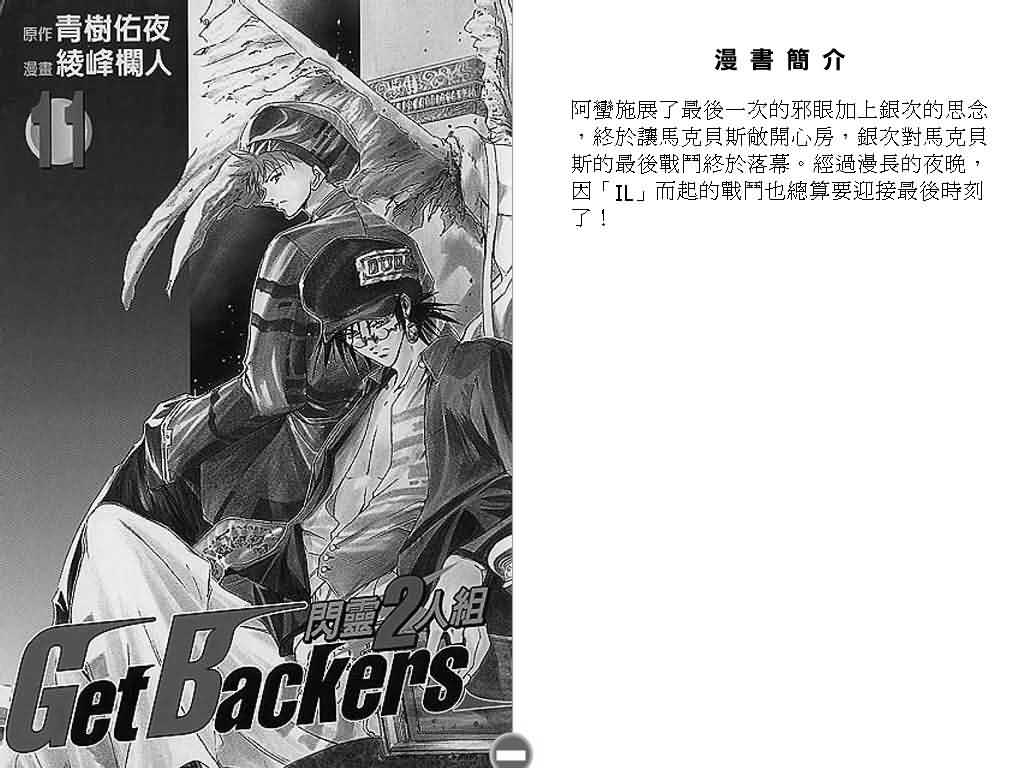 原作 青樹佑夜
漫畫 綾峰欄人
11
閃靈2人組
Get Backers
漫書簡介
阿蠻施展了最後一次的邪眼加上銀次的思念
，終於讓馬克貝斯敞開心房，銀次對馬克貝
斯的最後戰鬥終於落幕。經過漫長的夜晚，
因「IL」而起的戰鬥也總算要迎接最後時刻
了！